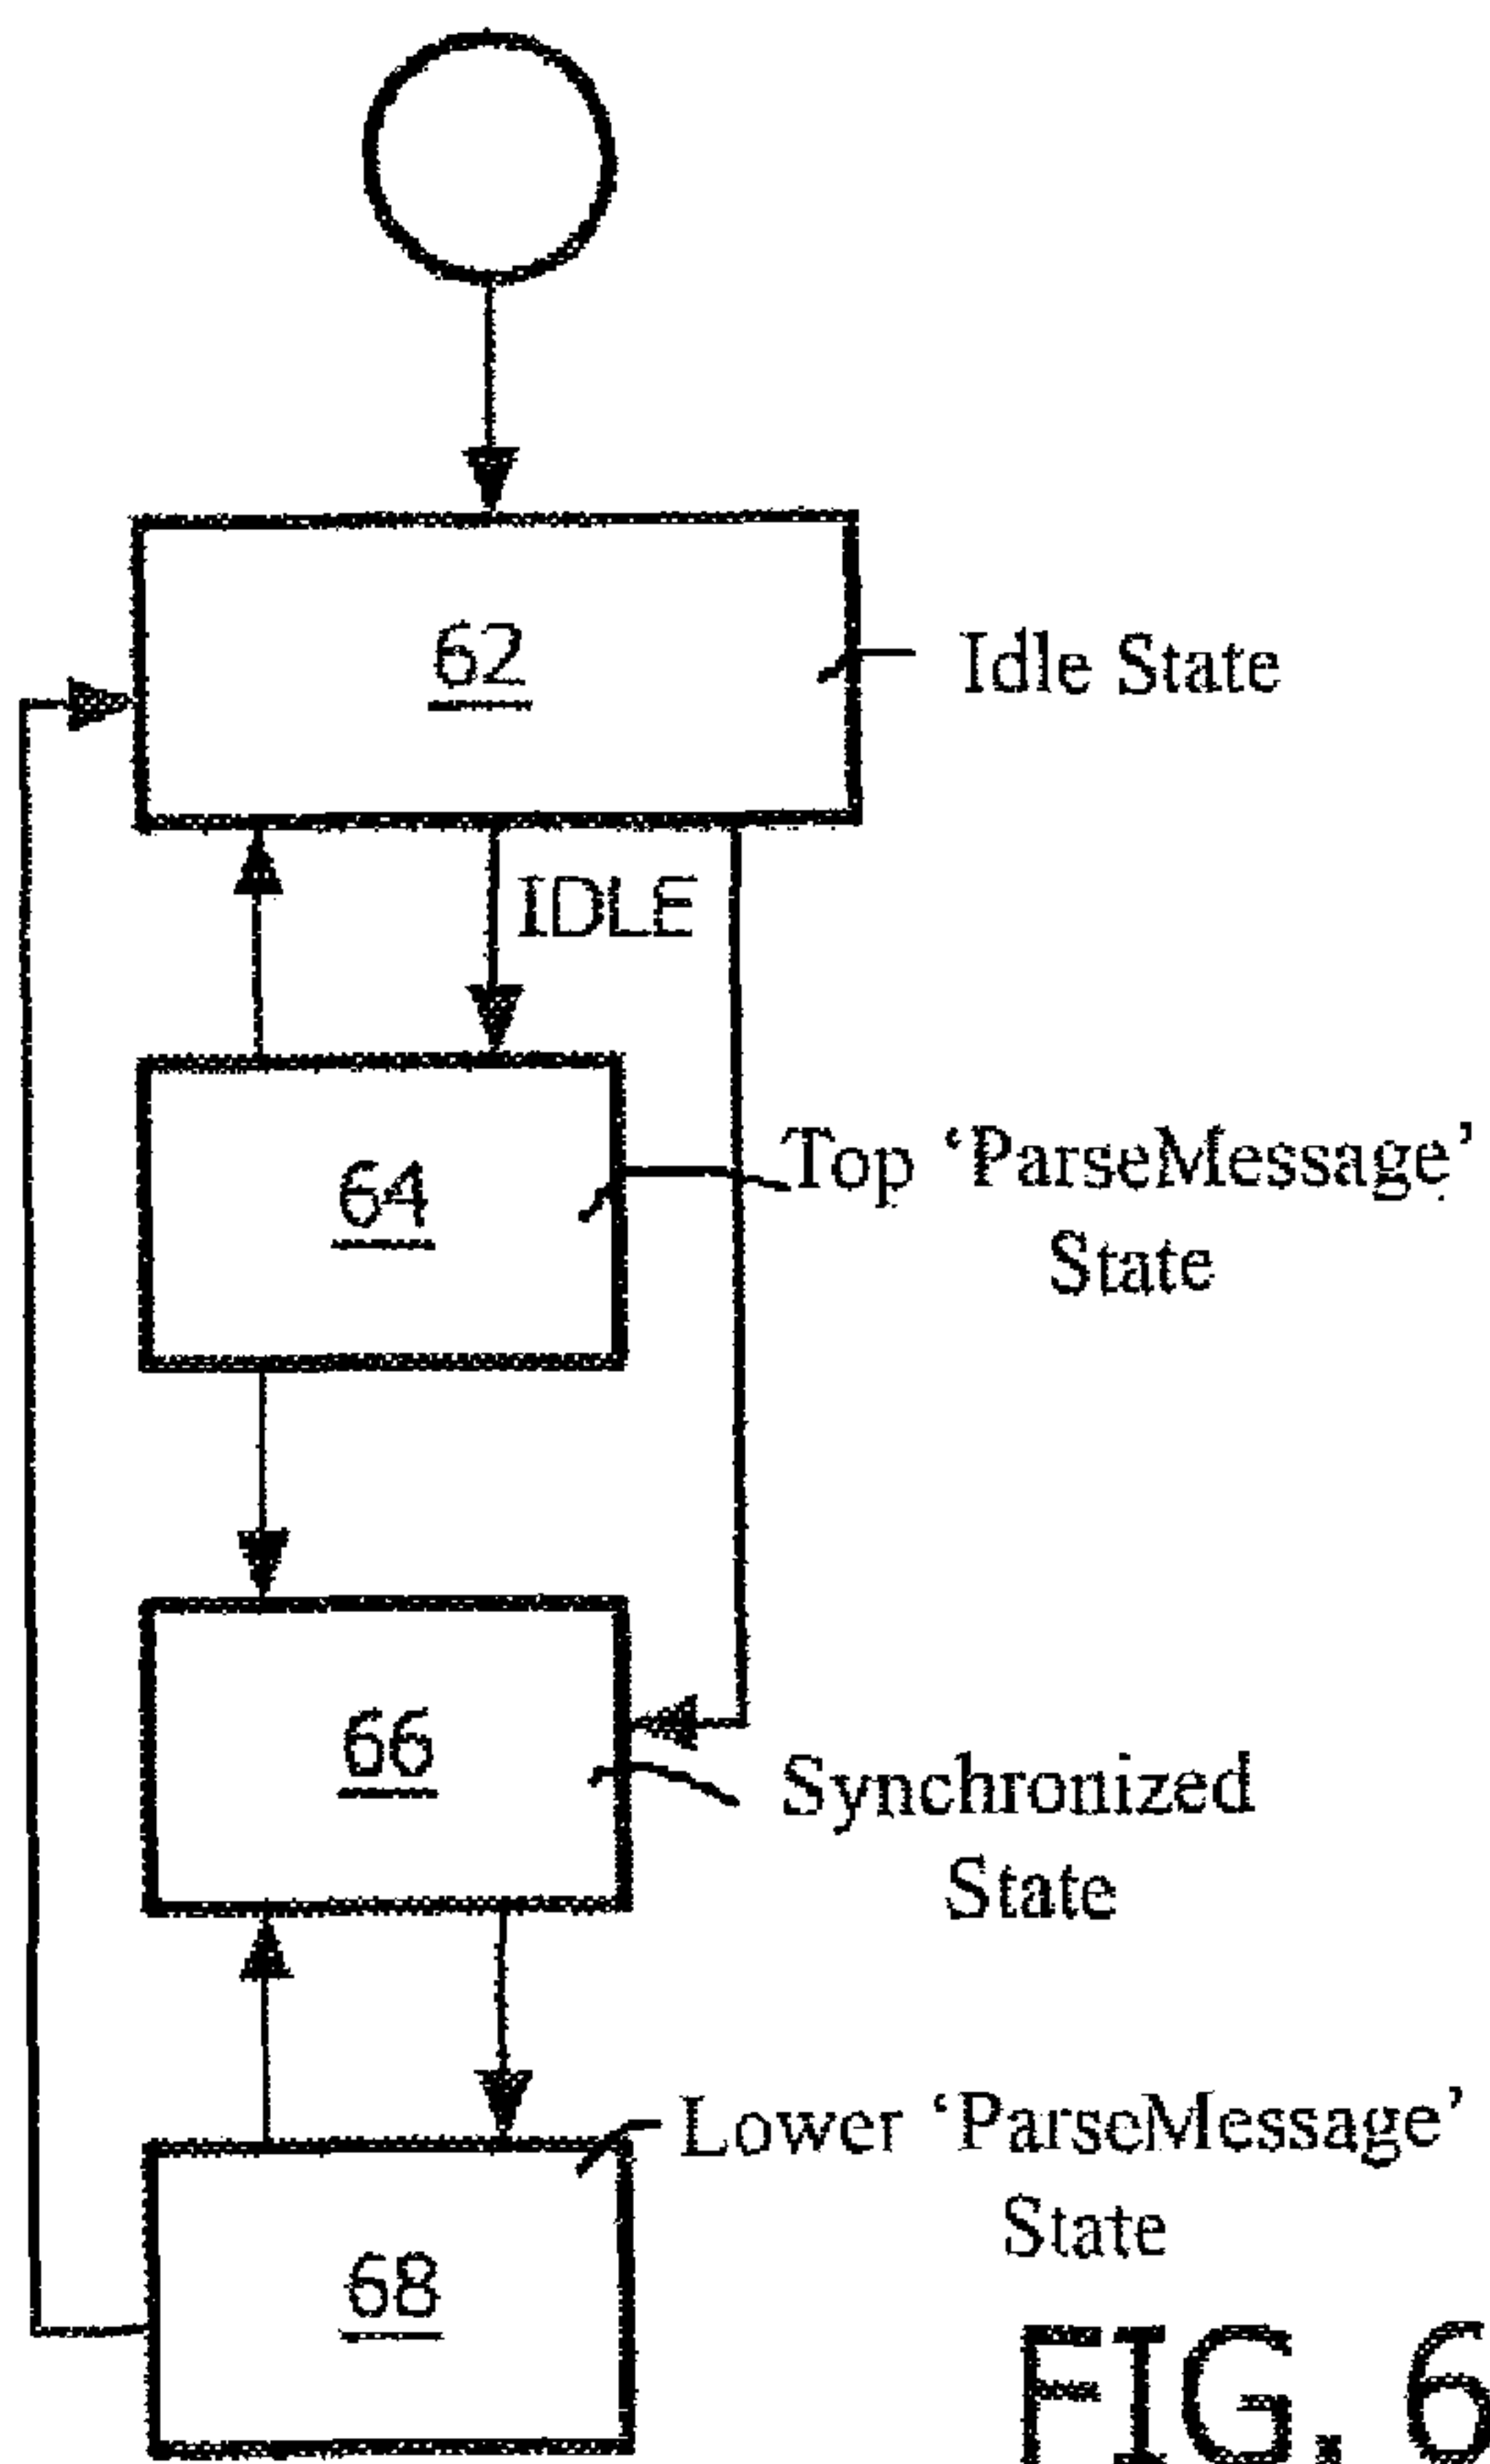 62
Idle State
IDLE
64
Top ‘ParseMessage’
State
66
Synchronized
State
Lower ‘ParseMessage’
State
68
FIG. 6